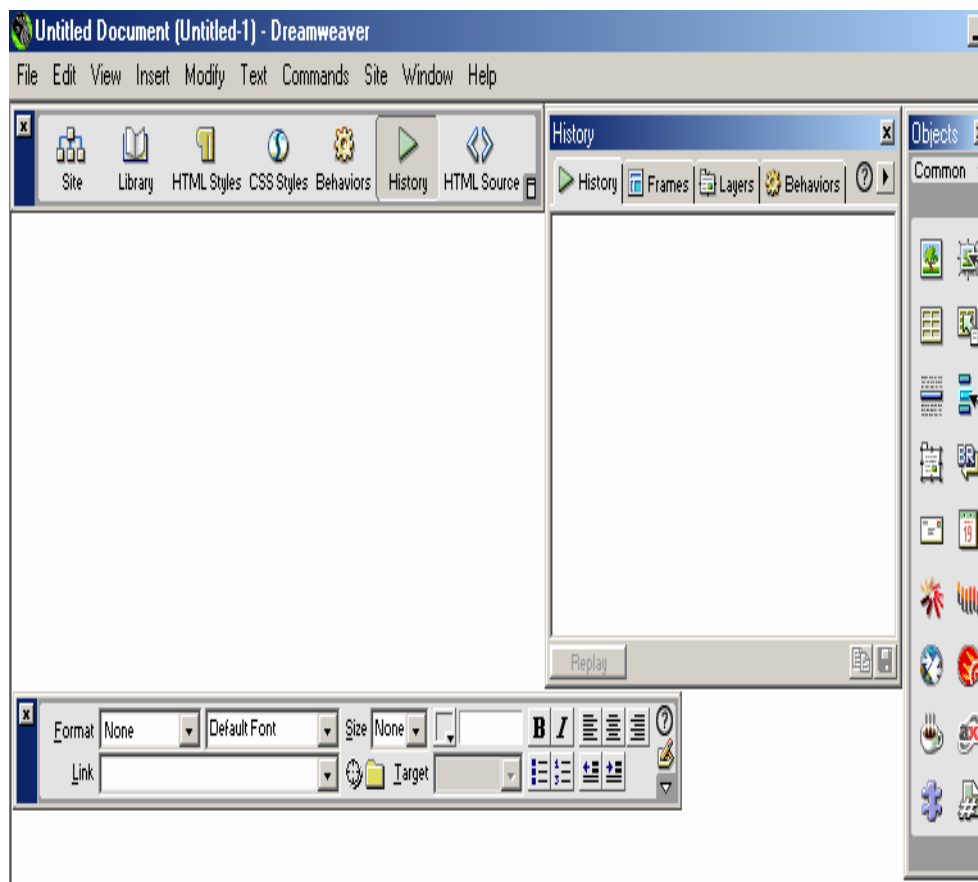 Untitled Document (Untitled-1) - Dreamweaver
File Edit View Insert Modify Text Commands Site Window Help
Site Library HTML Styles CSS Styles Behaviors History HTML Source
History
History Frames Layers Behaviors
Replay
Objects
Common
BR
19
Format None Default Font Size None B I
Link Target